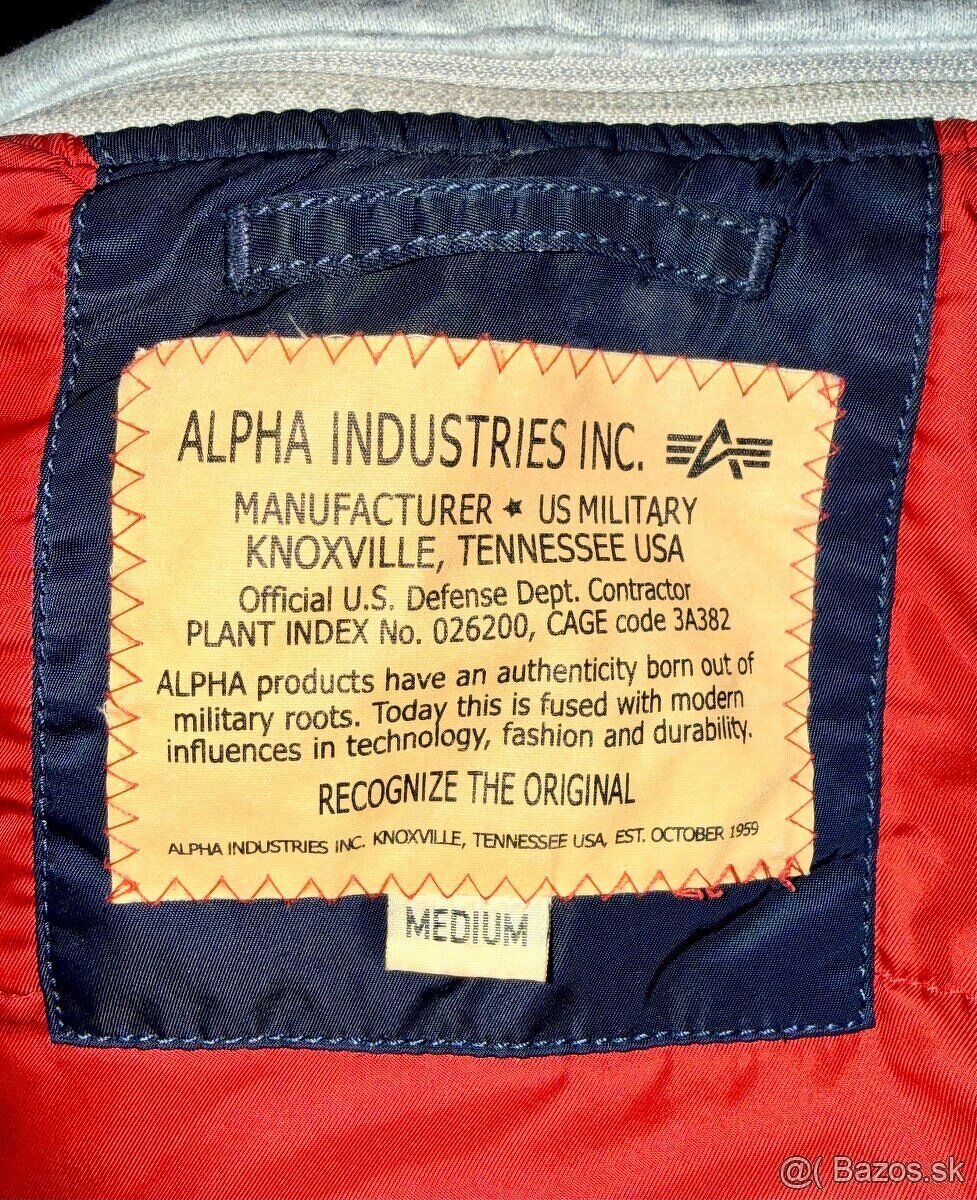 ALPHA INDUSTRIES INC.
MANUFACTURER ★ US MILITARY
KNOXVILLE, TENNESSEE USA
Official U.S. Defense Dept. Contractor
PLANT INDEX No. 026200, CAGE code 3A382
ALPHA products have an authenticity born out of
military roots. Today this is fused with modern
influences in technology, fashion and durability.
RECOGNIZE THE ORIGINAL
ALPHA INDUSTRIES INC. KNOXVILLE, TENNESSEE USA, EST. OCTOBER 1959
MEDIUM
@( Bazos.sk